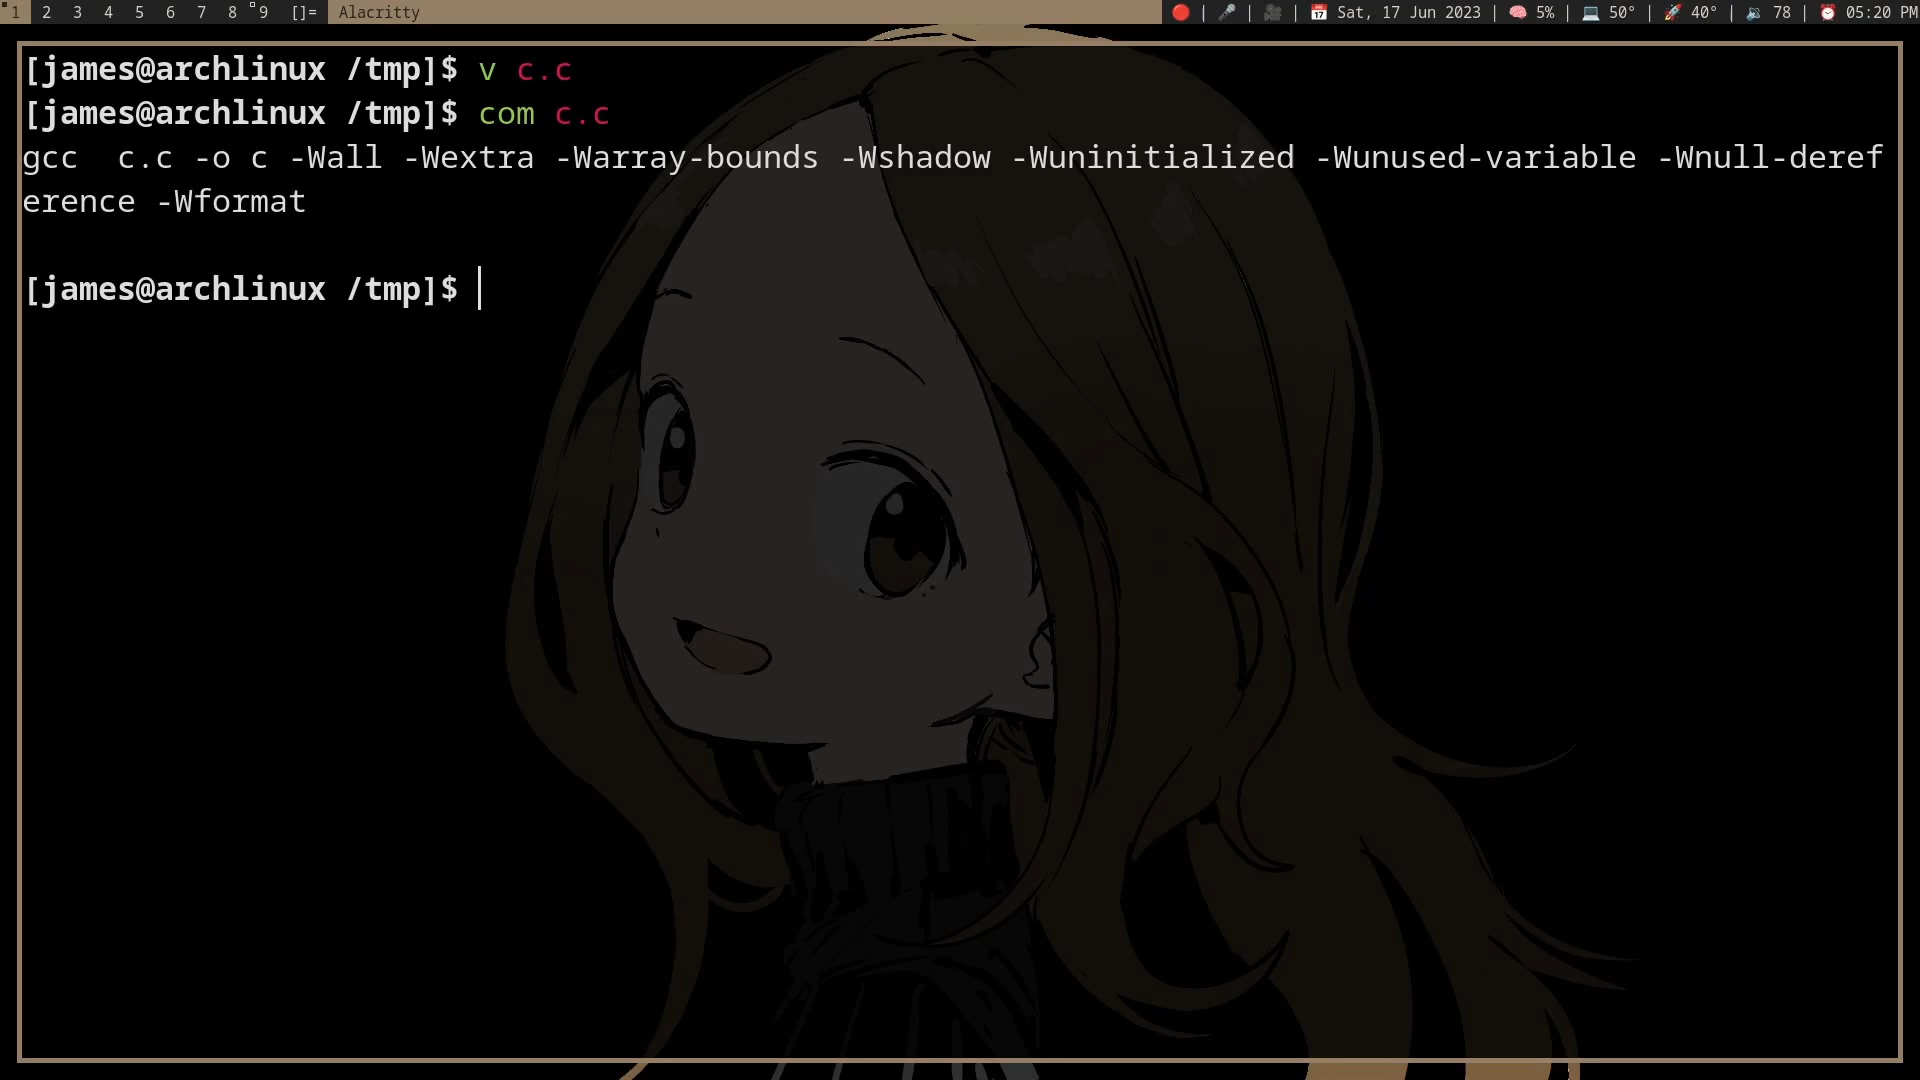 1 2 3 4 5 6 7 8 9 []= Alacritty 🔴 | 🎤 | 🎥 | 📅 Sat, 17 Jun 2023 | 🧠 5% | 💻 50° | 🚀 40° | 🔉 78 | ⏰ 05:20 PM
[james@archlinux /tmp]$ v c.c
[james@archlinux /tmp]$ com c.c
gcc  c.c -o c -Wall -Wextra -Warray-bounds -Wshadow -Wuninitialized -Wunused-variable -Wnull-deref
erence -Wformat
[james@archlinux /tmp]$